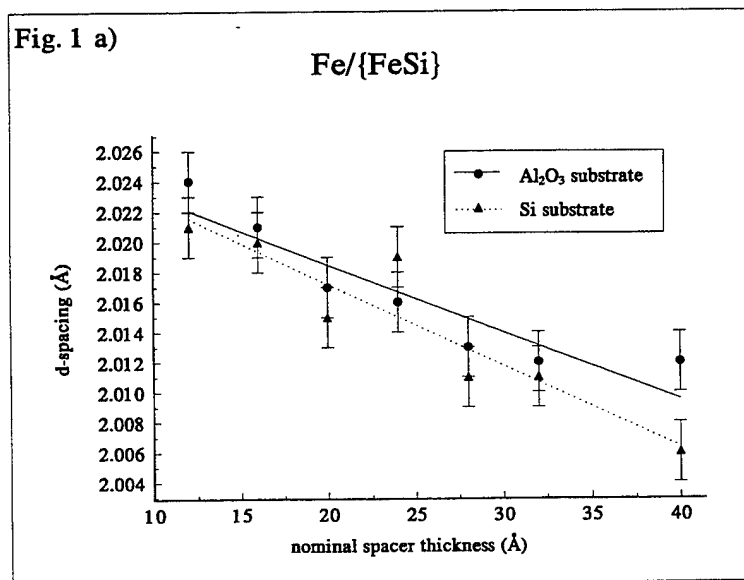 Fig. 1 a)
Fe/{FeSi}
Al₂O₃ substrate
Si substrate
d-spacing (Å)
2.026
2.024
2.022
2.020
2.018
2.016
2.014
2.012
2.010
2.008
2.006
2.004
10 15 20 25 30 35 40
nominal spacer thickness (Å)